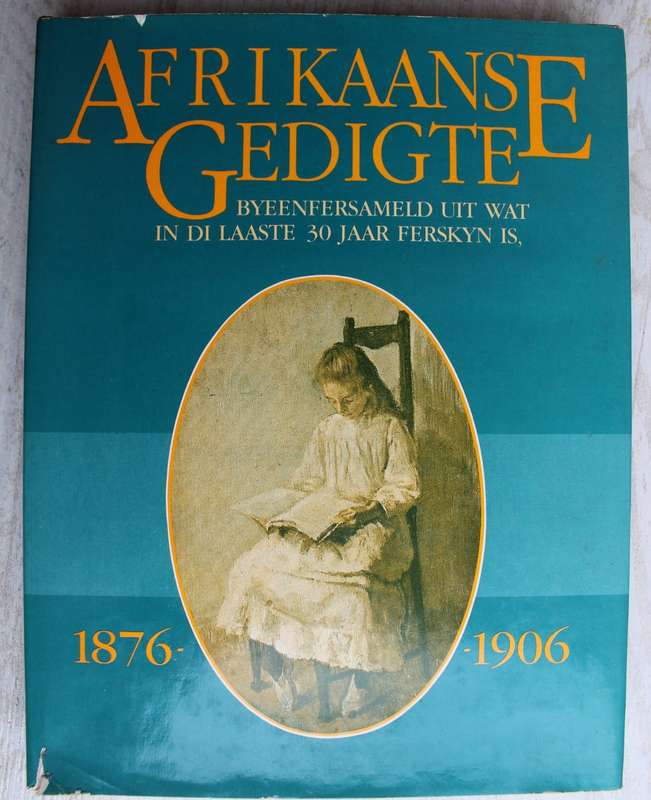 AFRIKAANSE
GEDIGTE
BYEENFERSAMELD UIT WAT
IN DI LAASTE 30 JAAR FERSKYN IS,
1876- -1906